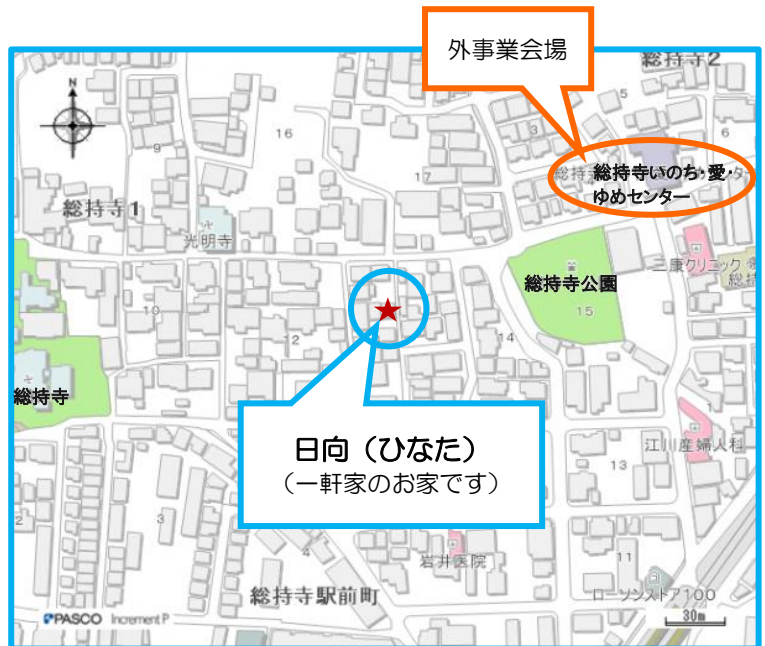 外事業会場
総持寺2
N
5
3
6
9
16
17
総持寺いのち・愛・
ゆめセンター
総持寺1
光明寺
三康クリニック
総持寺公園
15
10
12
14
総持寺
日向（ひなた）
（一軒家のお家です）
1
江川産婦人科
13
2
3
4
岩井医院
11
総持寺駅前町
ローソンストア100
PASCO Increment P
30m